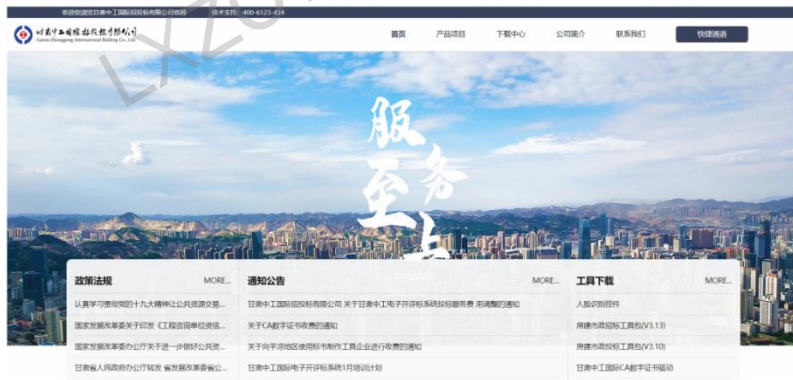 欢迎您浏览甘肃中工国际招投标有限公司官网 技术支持: 400-6123-434
甘肃中工国际招投标有限公司
Gansu Zhonggong International Bidding Co., Ltd.
首页 产品项目 下载中心 公司简介 联系我们 快捷通道
服务
至上
政策法规 MORE...
认真学习贯彻党的十九大精神让公共资源交易...
国家发展改革委关于印发《工程咨询单位资信...
国家发展改革委办公厅关于进一步做好公共资...
甘肃省人民政府办公厅转发 省发展改革委省公...
通知公告 MORE...
甘肃中工国际招投标有限公司 关于甘肃中工电子开评标系统投标服务费 用调整的通知
关于CA数字证书收费的通知
关于向平凉地区使用标书制作工具企业进行收费的通知
甘肃中工国际电子开评标系统1月培训计划
工具下载 MORE...
人脸识别控件
房建市政招标工具包(V3.13)
房建市政投标工具包(V3.10)
甘肃中工国际CA数字证书驱动